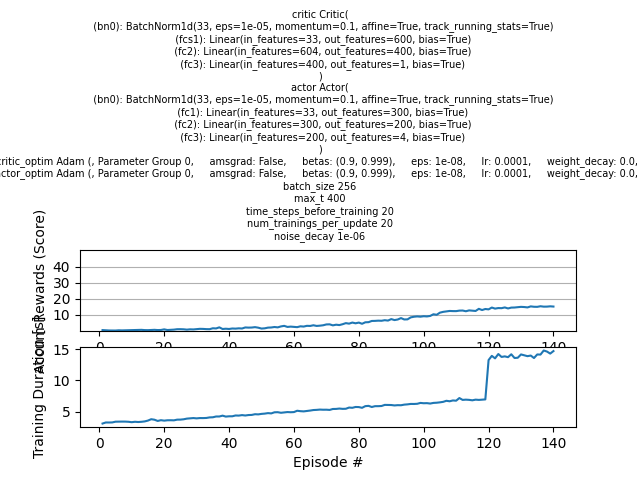 critic Critic(
(bn0): BatchNorm1d(33, eps=1e-05, momentum=0.1, affine=True, track_running_stats=True)
(fcs1): Linear(in_features=33, out_features=600, bias=True)
(fc2): Linear(in_features=604, out_features=400, bias=True)
(fc3): Linear(in_features=400, out_features=1, bias=True)
)
actor Actor(
(bn0): BatchNorm1d(33, eps=1e-05, momentum=0.1, affine=True, track_running_stats=True)
(fc1): Linear(in_features=33, out_features=300, bias=True)
(fc2): Linear(in_features=300, out_features=200, bias=True)
(fc3): Linear(in_features=200, out_features=4, bias=True)
)
critic_optim Adam (, Parameter Group 0, amsgrad: False, betas: (0.9, 0.999), eps: 1e-08, lr: 0.0001, weight_decay: 0.0,
actor_optim Adam (, Parameter Group 0, amsgrad: False, betas: (0.9, 0.999), eps: 1e-08, lr: 0.0001, weight_decay: 0.0,
batch_size 256
max_t 400
time_steps_before_training 20
num_trainings_per_update 20
noise_decay 1e-06
Rewards (Score)
40
30
20
10
0 20 40 60 80 100 120 140
Training Duration
15
10
5
0 20 40 60 80 100 120 140
Episode #